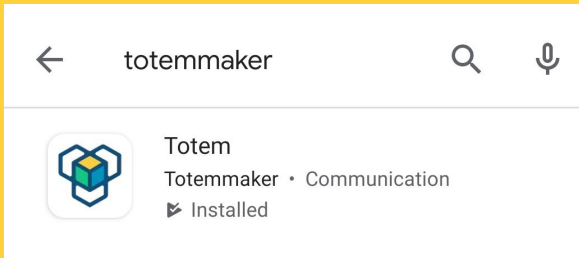 totemmaker
Totem
Totemmaker • Communication
Installed